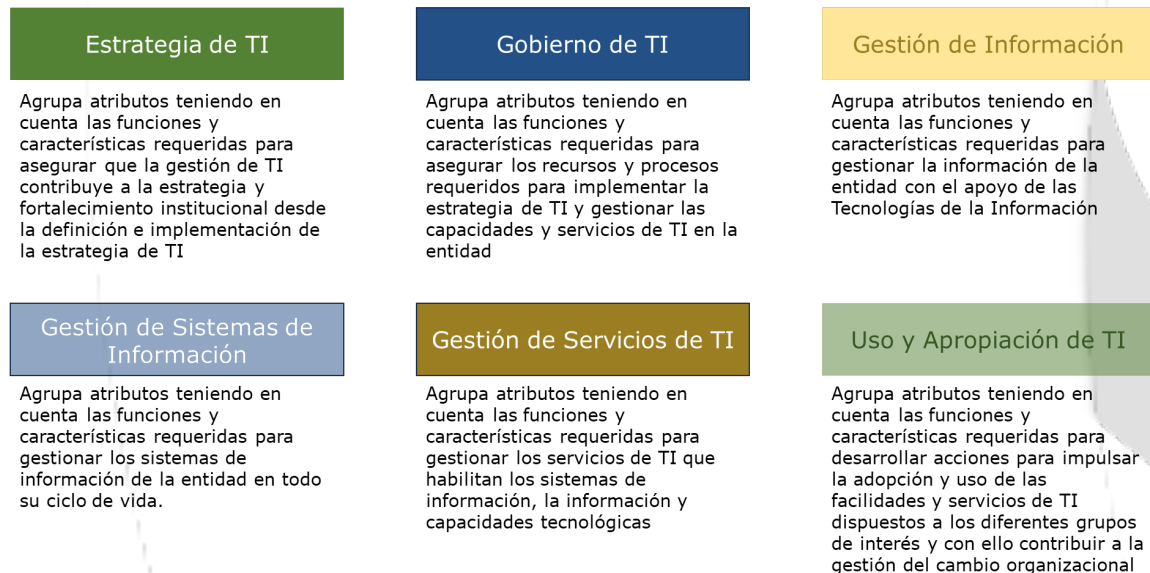 Estrategia de TI
Agrupa atributos teniendo en
cuenta las funciones y
características requeridas para
asegurar que la gestión de TI
contribuye a la estrategia y
fortalecimiento institucional desde
la definición e implementación de
la estrategia de TI
Gobierno de TI
Agrupa atributos teniendo en
cuenta las funciones y
características requeridas para
asegurar los recursos y procesos
requeridos para implementar la
estrategia de TI y gestionar las
capacidades y servicios de TI en la
entidad
Gestión de Información
Agrupa atributos teniendo en
cuenta las funciones y
características requeridas para
gestionar la información de la
entidad con el apoyo de las
Tecnologías de la Información
Gestión de Sistemas de
Información
Agrupa atributos teniendo en
cuenta las funciones y
características requeridas para
gestionar los sistemas de
información de la entidad en todo
su ciclo de vida.
Gestión de Servicios de TI
Agrupa atributos teniendo en
cuenta las funciones y
características requeridas para
gestionar los servicios de TI que
habilitan los sistemas de
información, la información y
capacidades tecnológicas
Uso y Apropiación de TI
Agrupa atributos teniendo en
cuenta las funciones y
características requeridas para
desarrollar acciones para impulsar
la adopción y uso de las
facilidades y servicios de TI
dispuestos a los diferentes grupos
de interés y con ello contribuir a la
gestión del cambio organizacional